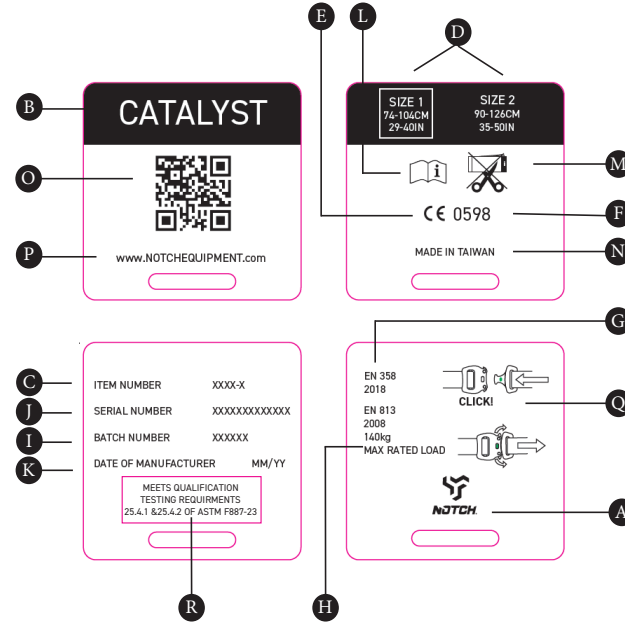 E
L
D
B
CATALYST
O
P
www.NOTCHEQUIPMENT.com
SIZE 1
74-104CM
29-40IN
SIZE 2
90-126CM
35-50IN
i
M
CE 0598
F
MADE IN TAIWAN
N
G
C
ITEM NUMBER XXXX-X
J
SERIAL NUMBER XXXXXXXXXXXXX
I
BATCH NUMBER XXXXXX
K
DATE OF MANUFACTURER MM/YY
MEETS QUALIFICATION
TESTING REQUIRMENTS
25.4.1 &25.4.2 OF ASTM F887-23
R
EN 358
2018
EN 813
2008
140kg
MAX RATED LOAD
CLICK!
Q
NOTCH.
A
H